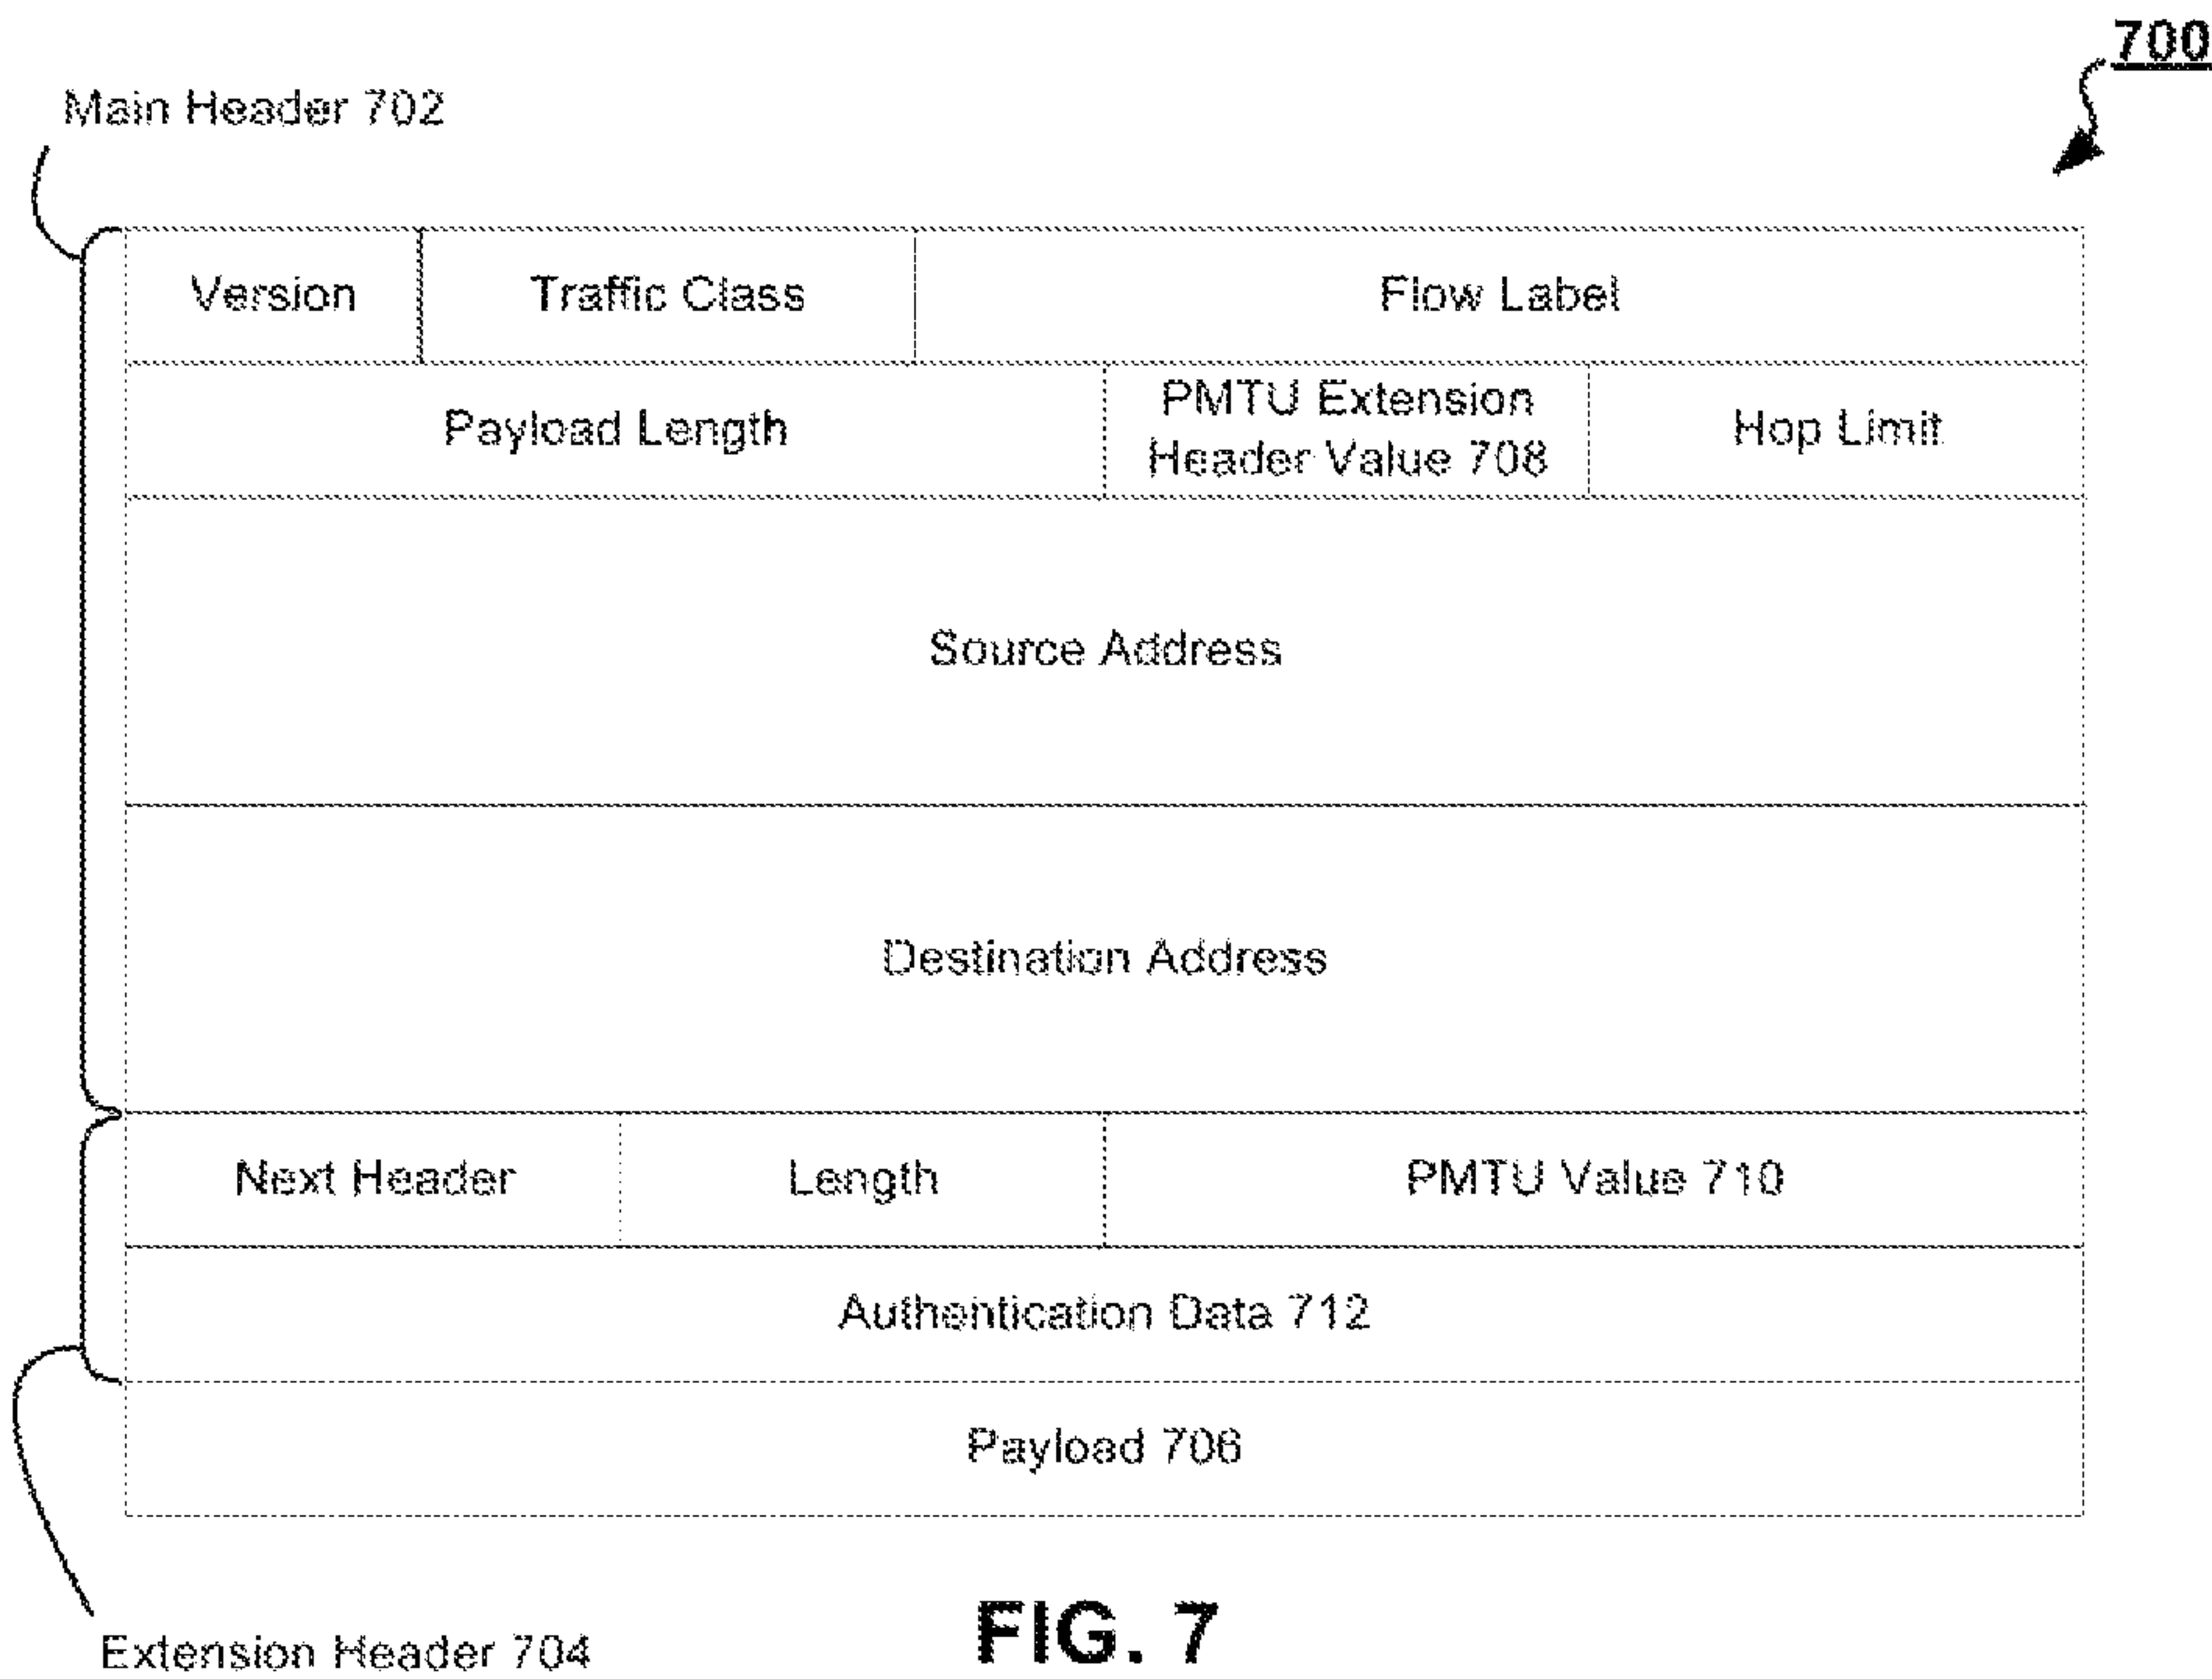 700
Main Header 702
Version
Traffic Class
Flow Label
Payload Length
PMTU Extension
Header Value 708
Hop Limit
Source Address
Destination Address
Next Header
Length
PMTU Value 710
Authentication Data 712
Payload 706
Extension Header 704
FIG. 7